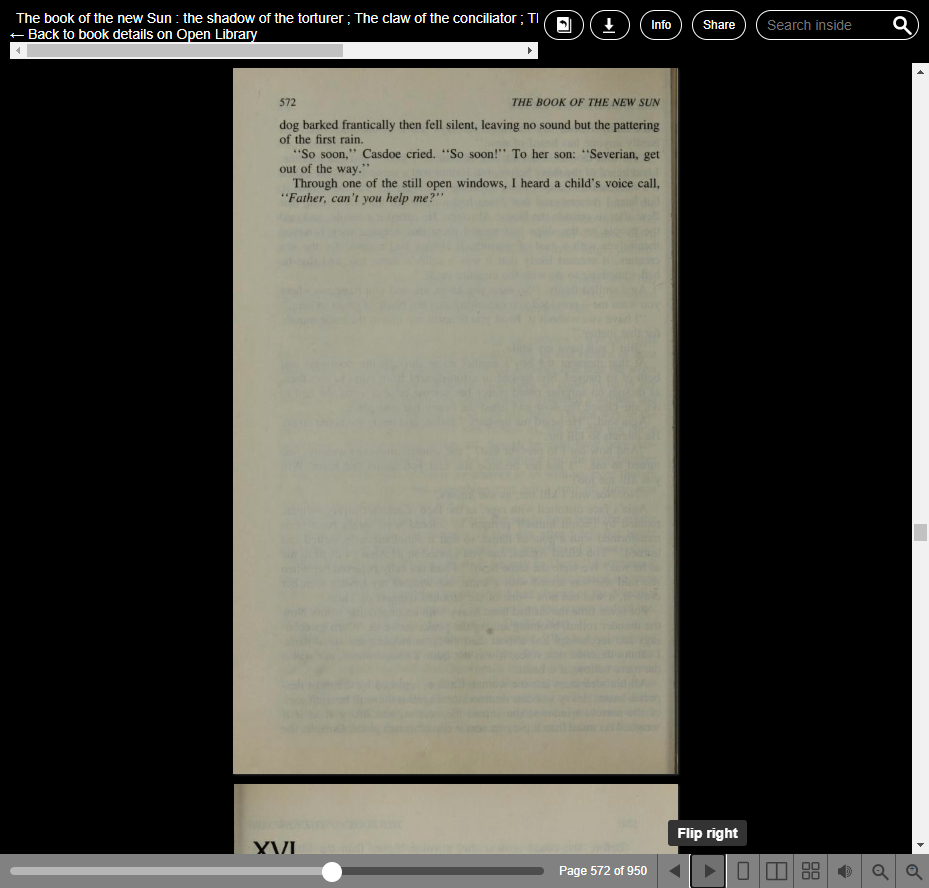 The book of the new Sun : the shadow of the torturer ; The claw of the conciliator ; Tl
← Back to book details on Open Library
Info
Share
Search inside
572
THE BOOK OF THE NEW SUN
dog barked frantically then fell silent, leaving no sound but the pattering
of the first rain.
‘‘So soon,’’ Casdoe cried. ‘‘So soon!’’ To her son: ‘‘Severian, get
out of the way.’’
Through one of the still open windows, I heard a child’s voice call,
‘‘Father, can’t you help me?’’
XVI
Flip right
Page 572 of 950